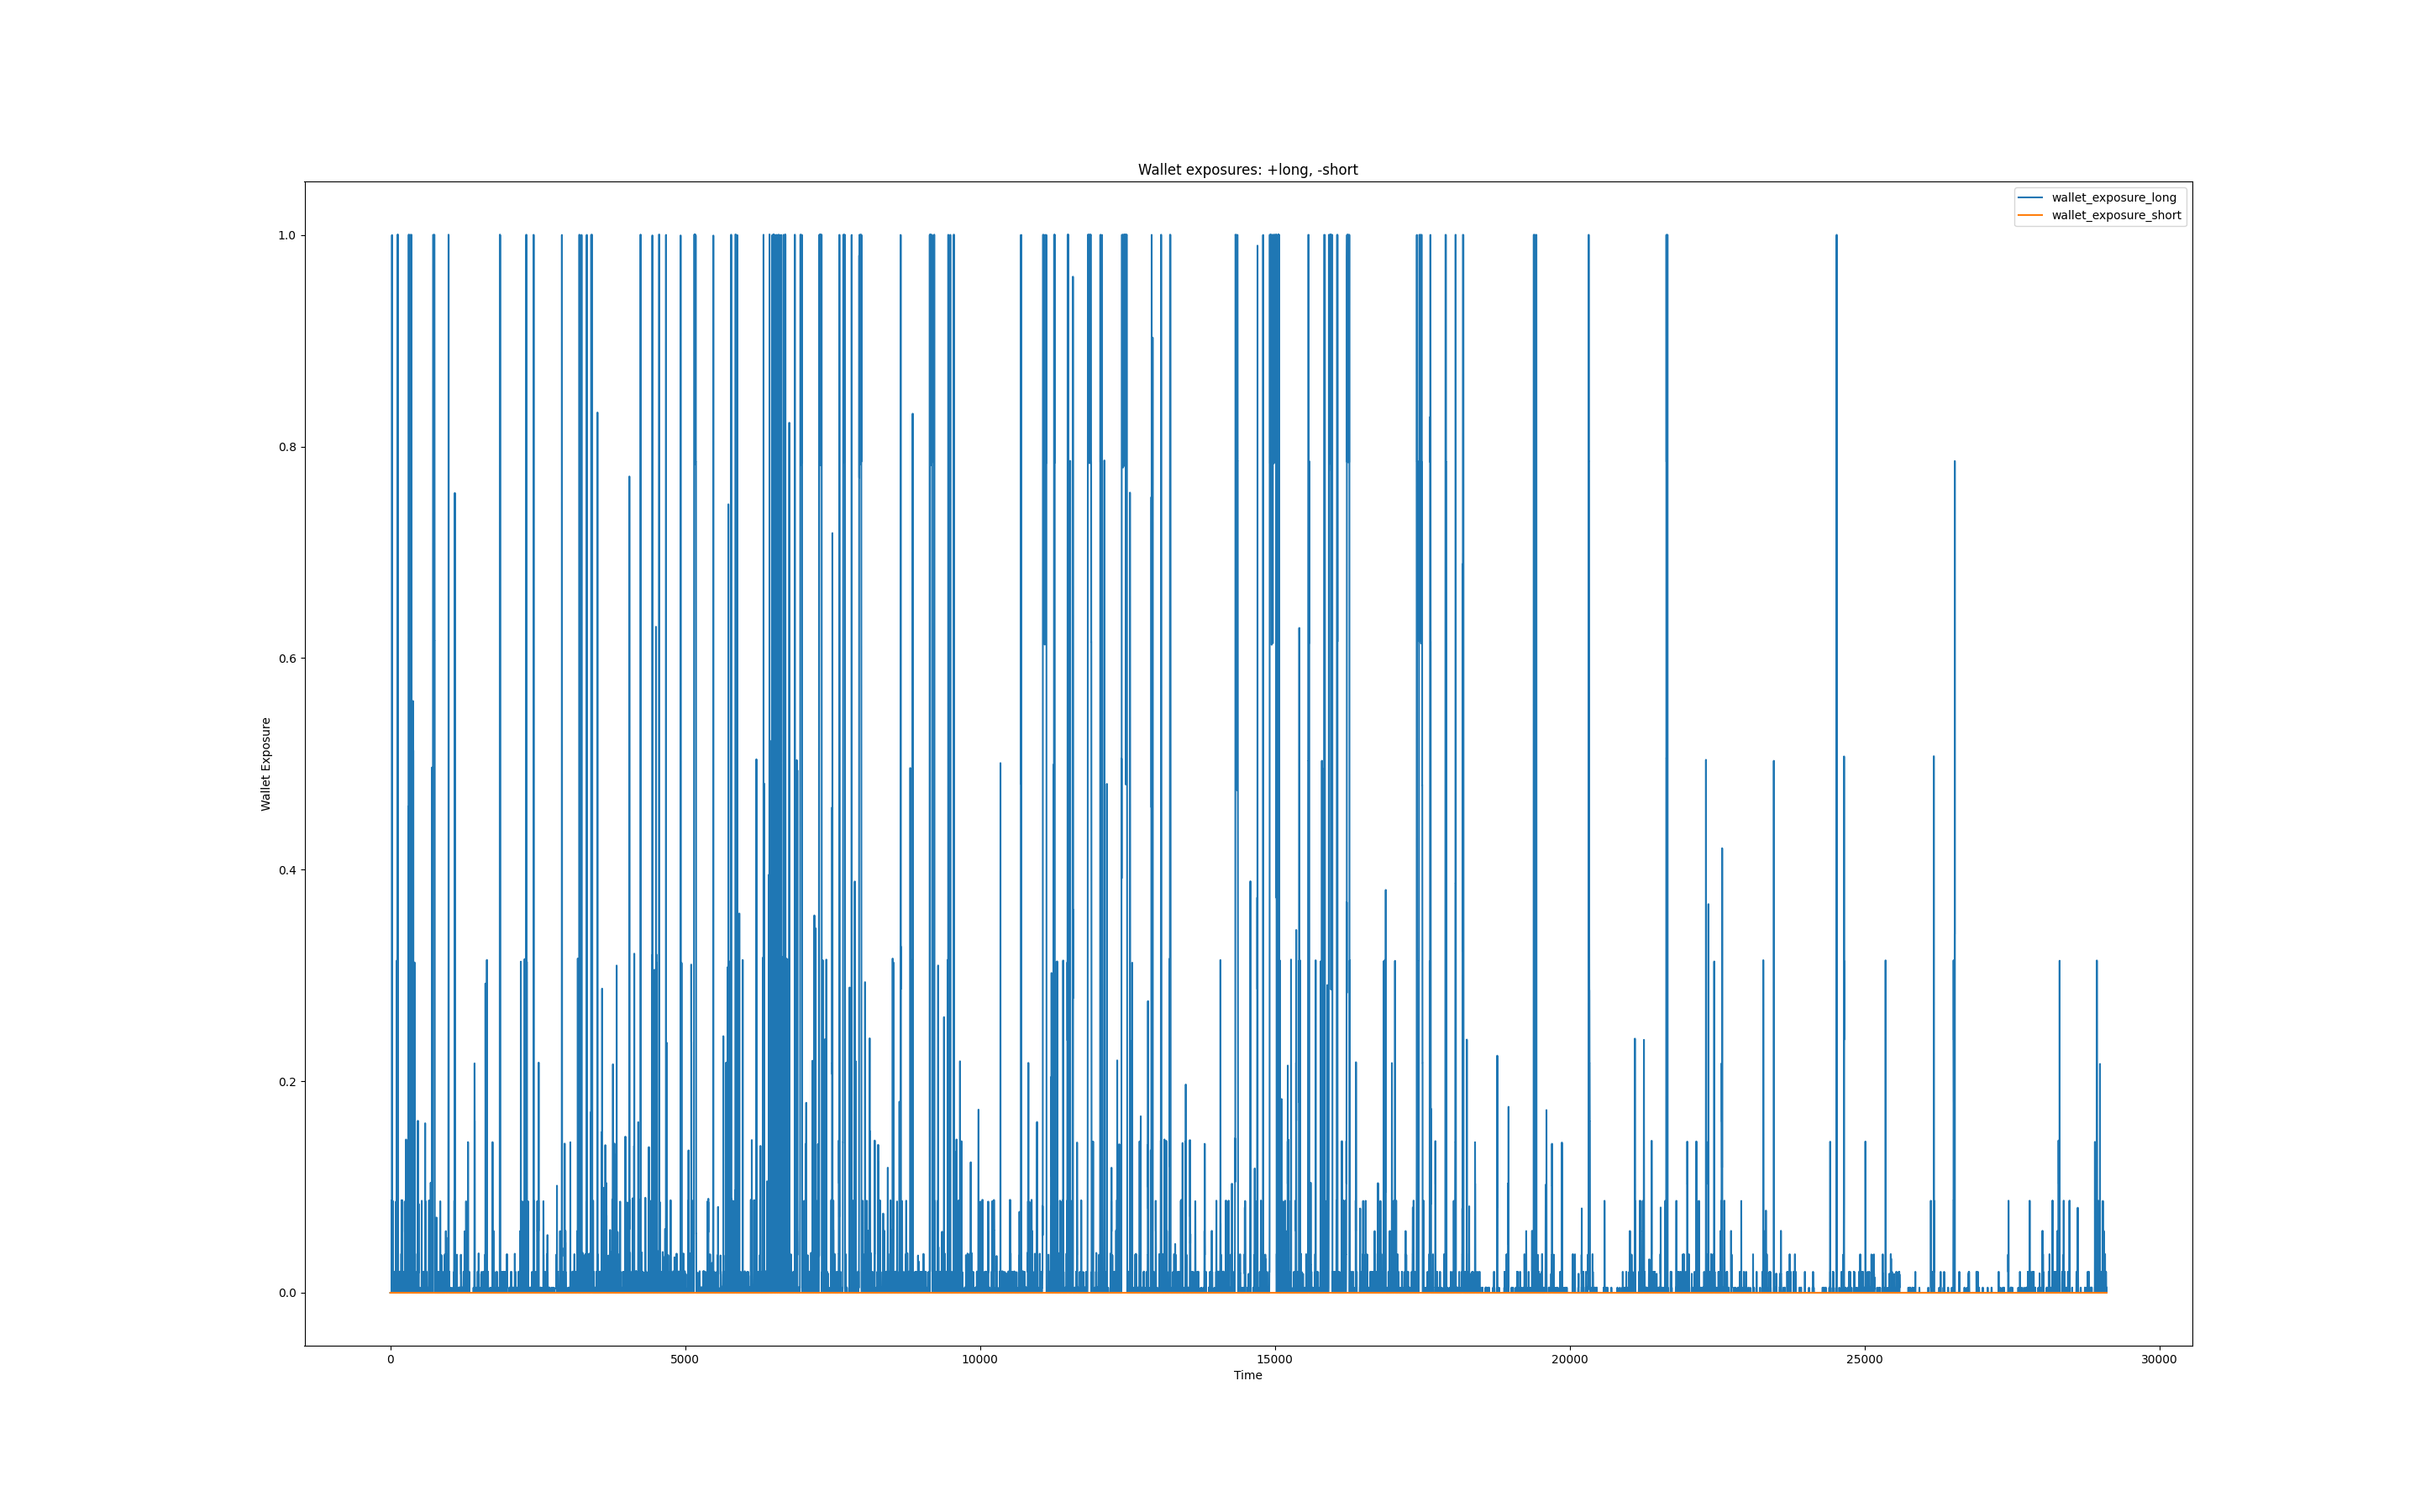 Wallet exposures: +long, -short
wallet_exposure_long
wallet_exposure_short
1.0
0.8
0.6
0.4
0.2
0.0
Wallet Exposure
0 5000 10000 15000 20000 25000 30000
Time